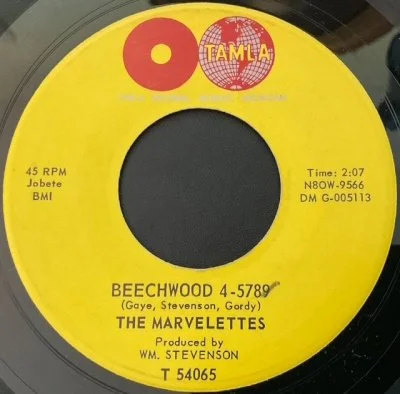 TAMLA
45 RPM
Jobete
BMI
Time: 2:07
N8OW-9566
DM G-005113
BEECHWOOD 4-5789
(Gaye, Stevenson, Gordy)
THE MARVELETTES
Produced by
WM. STEVENSON
T 54065